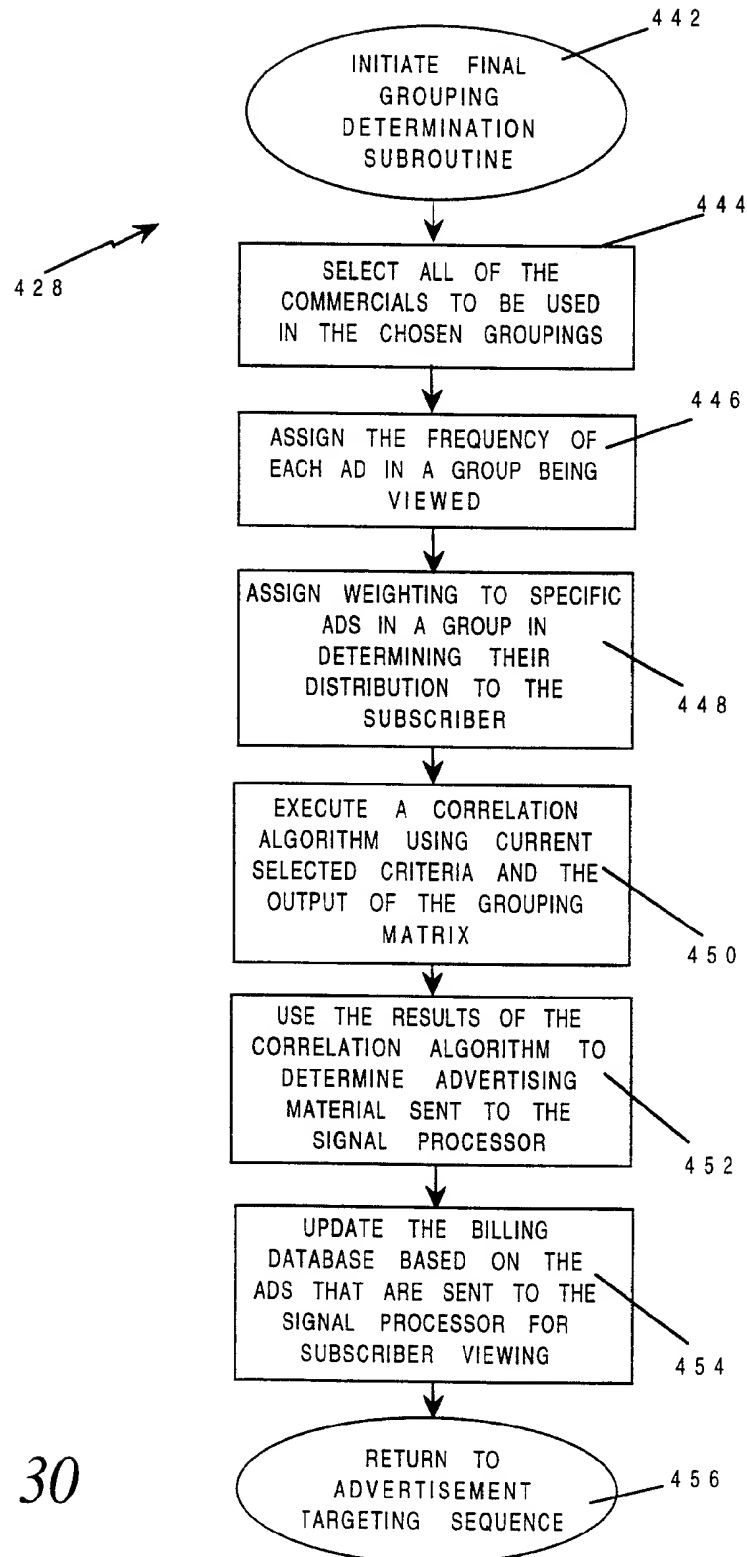 442
INITIATE FINAL
GROUPING
DETERMINATION
SUBROUTINE
428
444
SELECT ALL OF THE
COMMERCIALS TO BE USED
IN THE CHOSEN GROUPINGS
446
ASSIGN THE FREQUENCY OF
EACH AD IN A GROUP BEING
VIEWED
ASSIGN WEIGHTING TO SPECIFIC
ADS IN A GROUP IN
DETERMINING THEIR
DISTRIBUTION TO THE
SUBSCRIBER
448
EXECUTE A CORRELATION
ALGORITHM USING CURRENT
SELECTED CRITERIA AND THE
OUTPUT OF THE GROUPING
MATRIX
450
USE THE RESULTS OF THE
CORRELATION ALGORITHM TO
DETERMINE ADVERTISING
MATERIAL SENT TO THE
SIGNAL PROCESSOR
452
UPDATE THE BILLING
DATABASE BASED ON THE
ADS THAT ARE SENT TO THE
SIGNAL PROCESSOR FOR
SUBSCRIBER VIEWING
454
RETURN TO
ADVERTISEMENT
TARGETING SEQUENCE
456
30